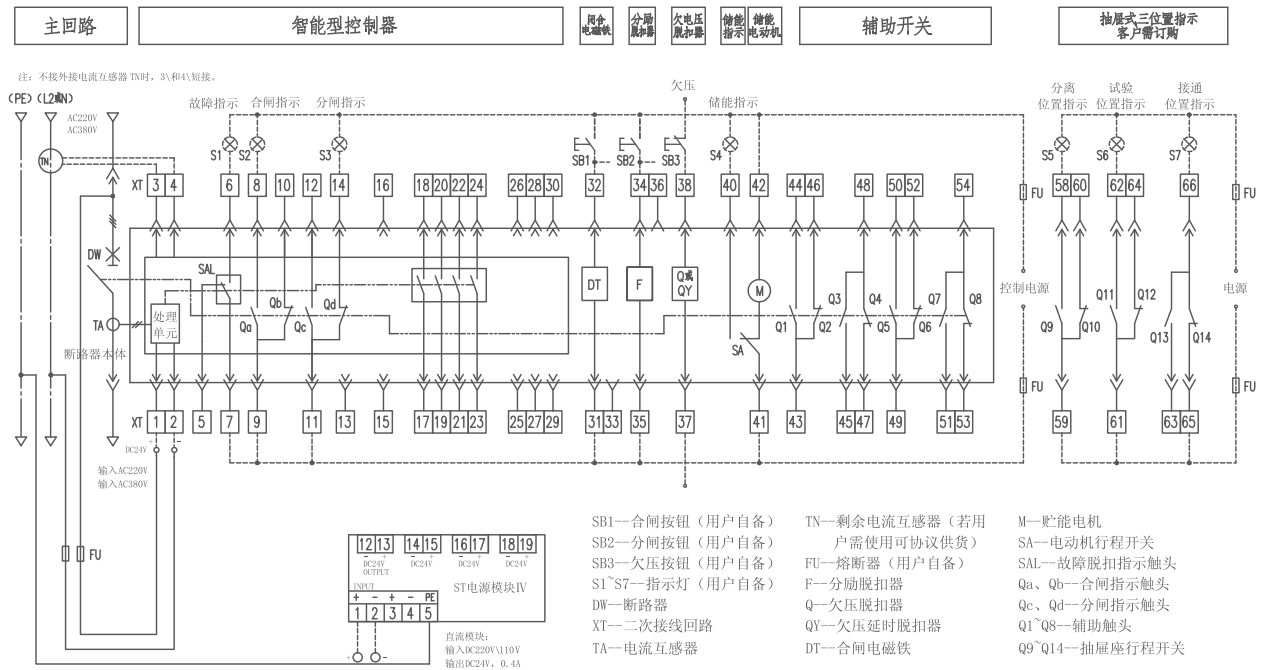 主回路
智能型控制器
闭合
电磁铁
分励
脱扣器
欠电压
脱扣器
储能
指示
储能
电动机
辅助开关
抽屉式三位置指示
客户需订购
注: 不接外接电流互感器 TN时, 3\和4\短接。
(PE) (L2或N)
AC220V
AC380V
故障指示 合闸指示 分闸指示
欠压
储能指示
分离
位置指示
试验
位置指示
接通
位置指示
TN
S1 S2 S3 SB1 SB2 SB3 S4 S5 S6 S7
XT 3 4 6 8 10 12 14 16 18 20 22 24 26 28 30 32 34 36 38 40 42 44 46 48 50 52 54 58 60 62 64 66
FU FU
DW
SAL
DT
F
Q或
QY
M
Qb Qd
Qa Qc
处理
单元
TA
断路器本体
SA
Q1 Q2 Q3 Q4 Q5 Q6 Q7 Q8
Q9 Q10 Q11 Q12 Q13 Q14
控制电源
电源
FU FU
XT 1 2 5 7 9 11 13 15 17 19 21 23 25 27 29 31 33 35 37 41 43 45 47 49 51 53 59 61 63 65
+ -
DC24V
输入AC220V
输入AC380V
FU
12 13 14 15 16 17 18 19
- + - + - + - +
DC24V DC24V DC24V DC24V
OUTPUT
ST电源模块Ⅳ
INPUT
+ - + - PE
1 2 3 4 5
+ -
直流模块:
输入DC220V\110V
输出DC24V, 0.4A
SB1--合闸按钮（用户自备）
SB2--分闸按钮（用户自备）
SB3--欠压按钮（用户自备）
S1~S7--指示灯（用户自备）
DW--断路器
XT--二次接线回路
TA--电流互感器
TN--剩余电流互感器（若用
户需使用可协议供货）
FU--熔断器（用户自备）
F--分励脱扣器
Q--欠压脱扣器
QY--欠压延时脱扣器
DT--合闸电磁铁
M--贮能电机
SA--电动机行程开关
SAL--故障脱扣指示触头
Qa、Qb--合闸指示触头
Qc、Qd--分闸指示触头
Q1~Q8--辅助触头
Q9~Q14--抽屉座行程开关